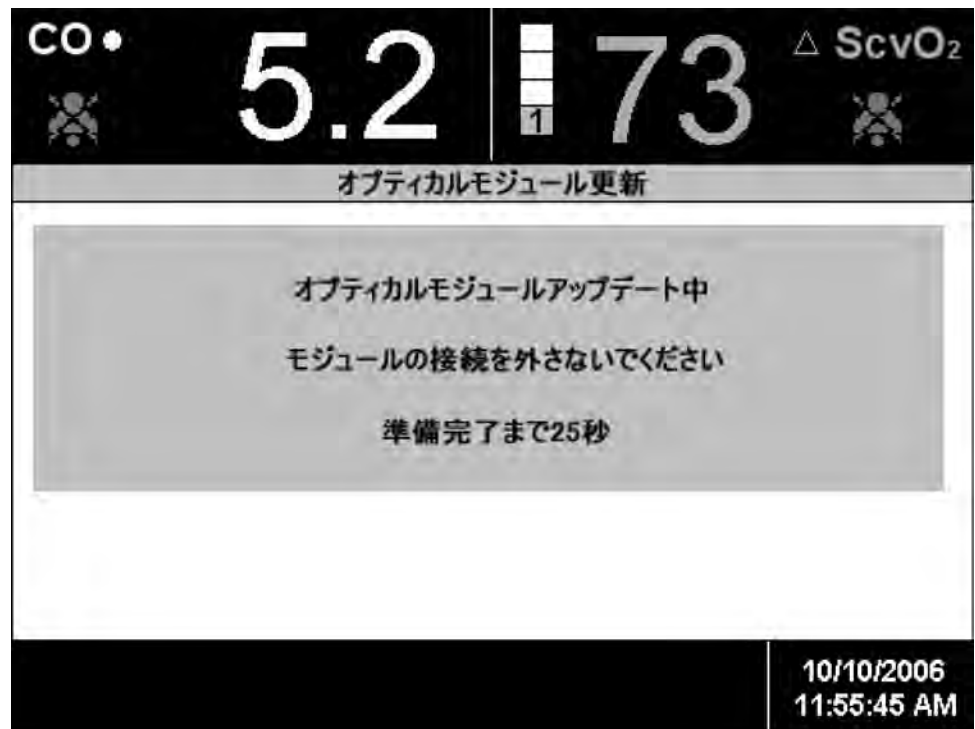 CO
5.2
1
73
△ ScvO₂
オプティカルモジュール更新
オプティカルモジュールアップデート中
モジュールの接続を外さないでください
準備完了まで25秒
10/10/2006
11:55:45 AM